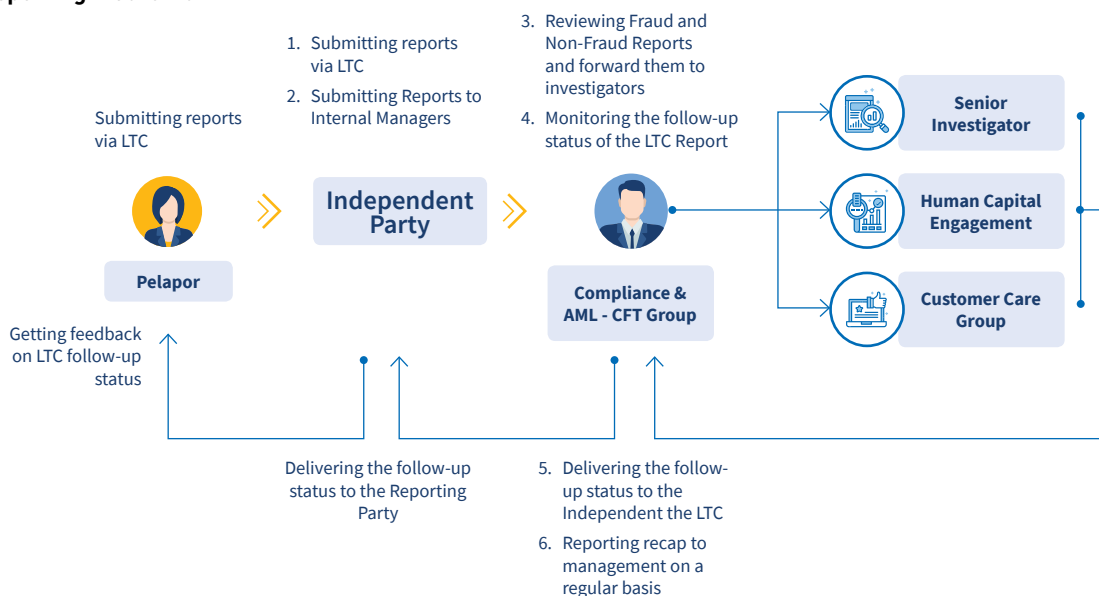 Submitting reports
via LTC
Pelapor
Getting feedback
on LTC follow-up
status
1. Submitting reports
via LTC
2. Submitting Reports to
Internal Managers
Independent
Party
Delivering the follow-up
status to the Reporting
Party
3. Reviewing Fraud and
Non-Fraud Reports
and forward them to
investigators
4. Monitoring the follow-up
status of the LTC Report
Compliance &
AML - CFT Group
5. Delivering the follow-
up status to the
Independent the LTC
6. Reporting recap to
management on a
regular basis
Senior
Investigator
Human Capital
Engagement
Customer Care
Group